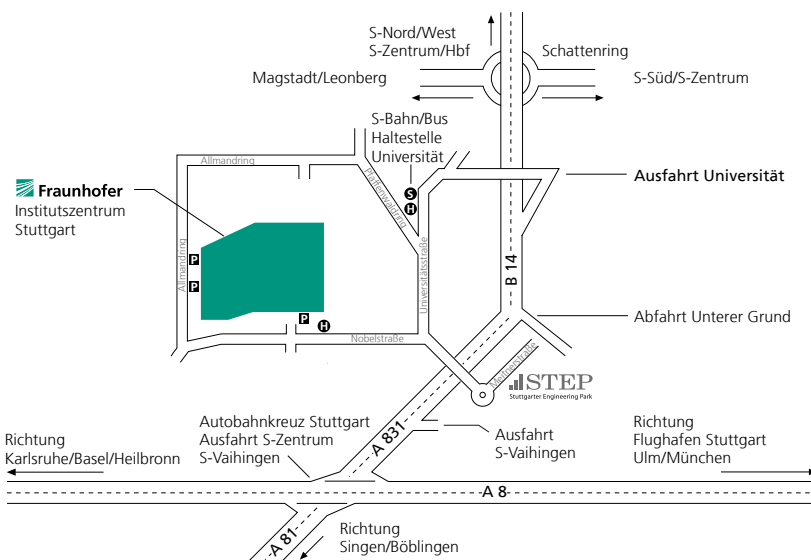 S-Nord/West
S-Zentrum/Hbf
Schattenring
Magstadt/Leonberg
S-Süd/S-Zentrum
S-Bahn/Bus
Haltestelle
Universität
Allmandring
Pfaffenwaldring
Ausfahrt Universität
Fraunhofer
Institutszentrum
Stuttgart
S
H
Allmandring
P
P
Universitätsstraße
B 14
P
H
Nobelstraße
Abfahrt Unterer Grund
Meitnerstraße
STEP
Stuttgarter Engineering Park
Autobahnkreuz Stuttgart
Ausfahrt S-Zentrum
S-Vaihingen
A 831
Ausfahrt
S-Vaihingen
Richtung
Karlsruhe/Basel/Heilbronn
Richtung
Flughafen Stuttgart
Ulm/München
A 8
A 81
Richtung
Singen/Böblingen